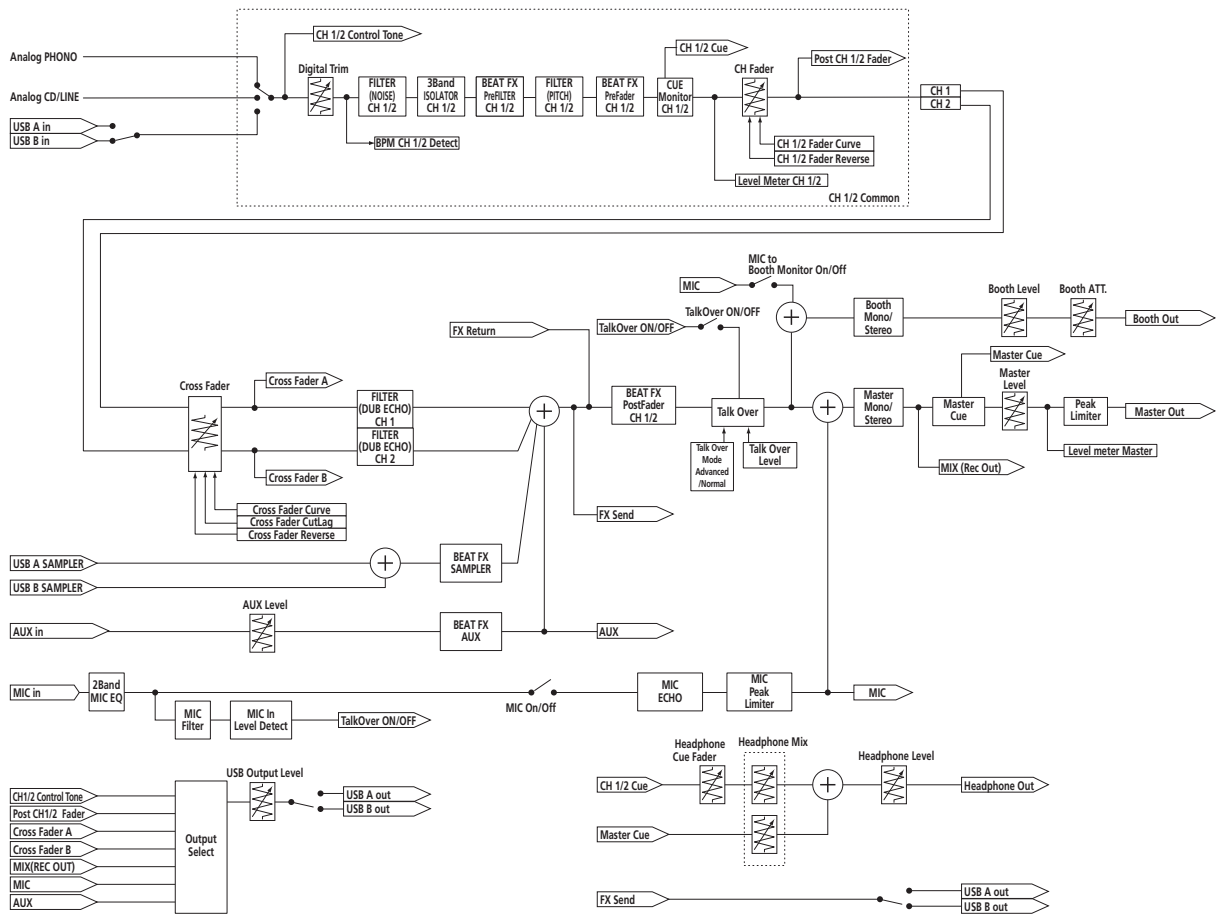 CH 1/2 Control Tone
CH 1/2 Cue
Post CH 1/2 Fader
Analog PHONO
Digital Trim
CH Fader
FILTER
(NOISE)
CH 1/2
3Band
ISOLATOR
CH 1/2
BEAT FX
PreFILTER
CH 1/2
FILTER
(PITCH)
CH 1/2
BEAT FX
PreFader
CH 1/2
CUE
Monitor
CH 1/2
Analog CD/LINE
CH 1
CH 2
USB A in
USB B in
BPM CH 1/2 Detect
CH 1/2 Fader Curve
CH 1/2 Fader Reverse
Level Meter CH 1/2
CH 1/2 Common
MIC to
Booth Monitor On/Off
MIC
Booth Level
Booth ATT.
TalkOver ON/OFF
Booth
Mono/
Stereo
Booth Out
FX Return
TalkOver ON/OFF
Master Cue
Cross Fader
Cross Fader A
Master
Level
FILTER
(DUB ECHO)
CH 1
BEAT FX
PostFader
CH 1/2
Talk Over
Master
Mono/
Stereo
Master
Cue
Peak
Limiter
Master Out
FILTER
(DUB ECHO)
CH 2
Talk Over
Mode
Advanced
/Normal
Talk Over
Level
Level meter Master
MIX (Rec Out)
Cross Fader B
Cross Fader Curve
Cross Fader CutLag
Cross Fader Reverse
FX Send
USB A SAMPLER
BEAT FX
SAMPLER
USB B SAMPLER
AUX Level
AUX in
BEAT FX
AUX
AUX
MIC in
2Band
MIC EQ
MIC On/Off
MIC
ECHO
MIC
Peak
Limiter
MIC
MIC
Filter
MIC In
Level Detect
TalkOver ON/OFF
USB Output Level
Headphone
Cue Fader
Headphone Mix
Headphone Level
CH1/2 Control Tone
Post CH1/2 Fader
Cross Fader A
Cross Fader B
MIX(REC OUT)
MIC
AUX
Output
Select
USB A out
USB B out
CH 1/2 Cue
Headphone Out
Master Cue
FX Send
USB A out
USB B out